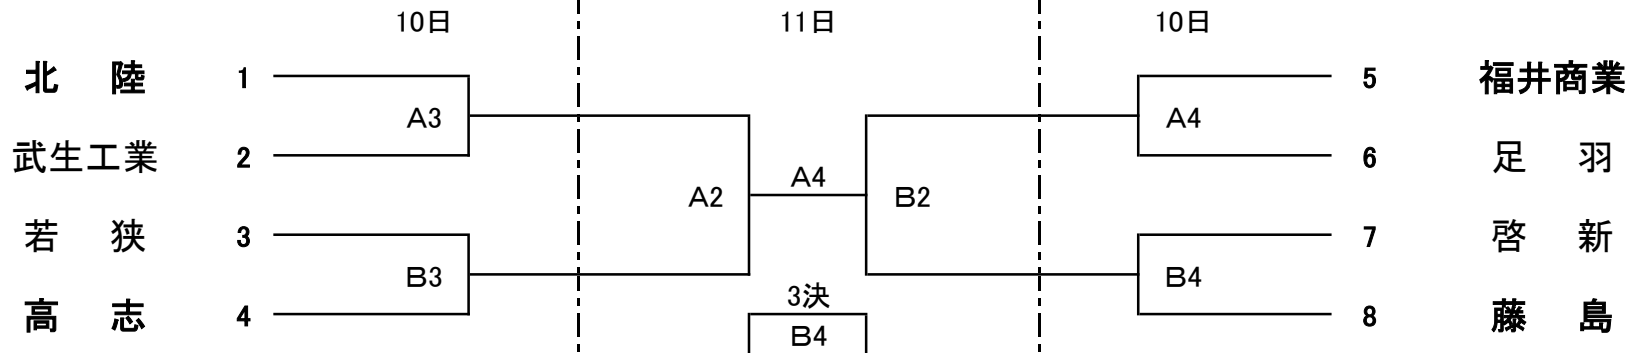 10日 11日 10日
北陸 1 5 福井商業
A3 A4
武生工業 2 6 足羽
A4
A2 B2
若狭 3 7 啓新
B3 B4
3決
高志 4 8 藤島
B4